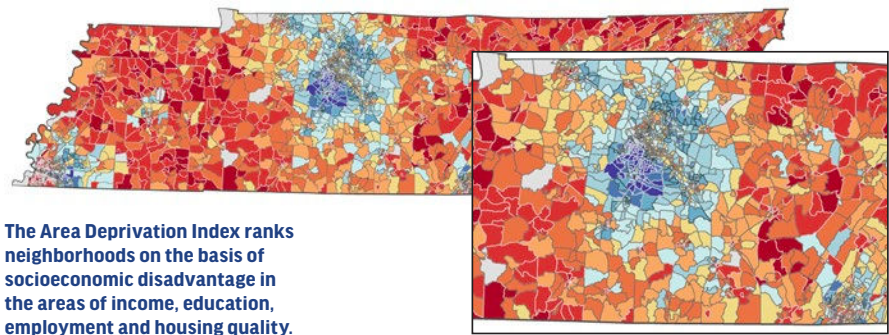 The Area Deprivation Index ranks
neighborhoods on the basis of
socioeconomic disadvantage in
the areas of income, education,
employment and housing quality.